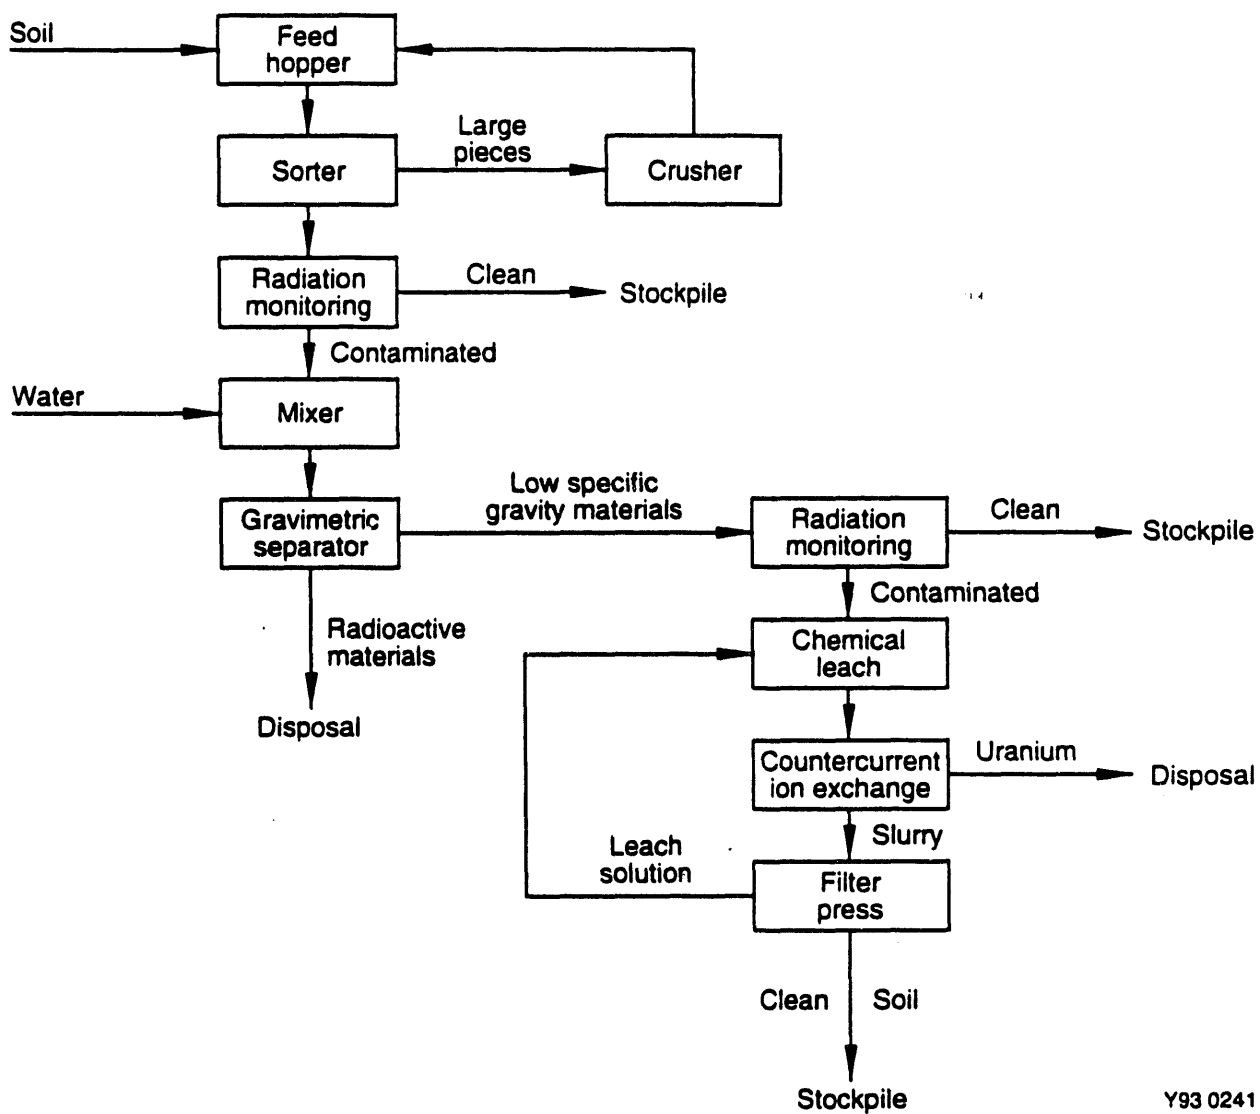 Soil
Feed
hopper
Large
pieces
Sorter
Crusher
Radiation
monitoring
Clean
Stockpile
Contaminated
Water
Mixer
Low specific
gravity materials
Gravimetric
separator
Radiation
monitoring
Clean
Stockpile
Contaminated
Radioactive
materials
Disposal
Chemical
leach
Countercurrent
ion exchange
Uranium
Disposal
Slurry
Leach
solution
Filter
press
Clean Soil
Stockpile
Y93 0241